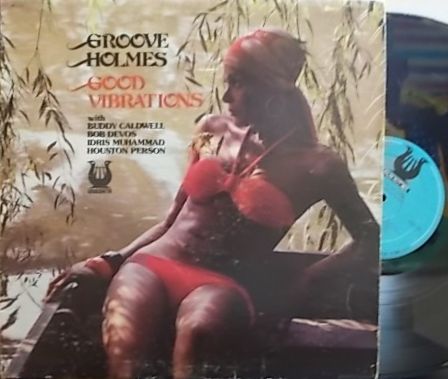 GROOVE
HOLMES
GOOD
VIBRATIONS
with
BUDDY CALDWELL
BOB DEVOS
IDRIS MUHAMMAD
HOUSTON PERSON